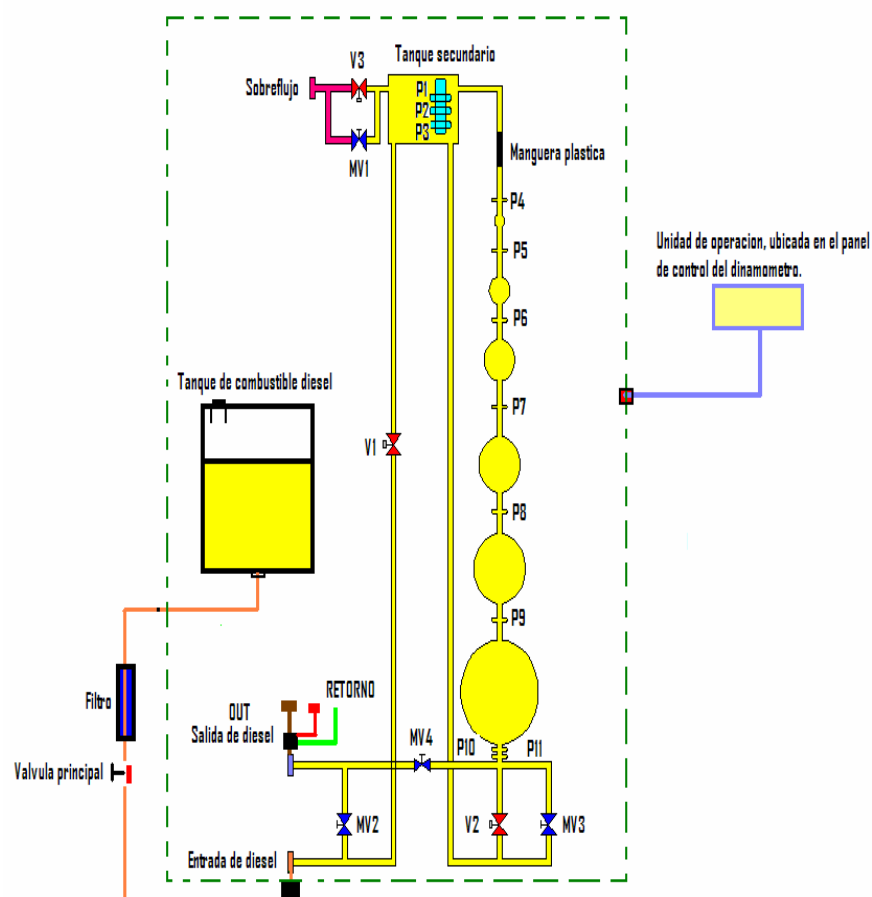 V3
Tanque secundario
Sobreflujo
P1
P2
P3
MV1
Manguera plastica
P4
P5
Unidad de operacion, ubicada en el panel
de control del dinamometro.
P6
Tanque de combustible diesel
P7
V1
P8
P9
Filtro
RETORNO
OUT
Salida de diesel
MV4
P10
P11
Valvula principal
MV2
V2
MV3
Entrada de diesel